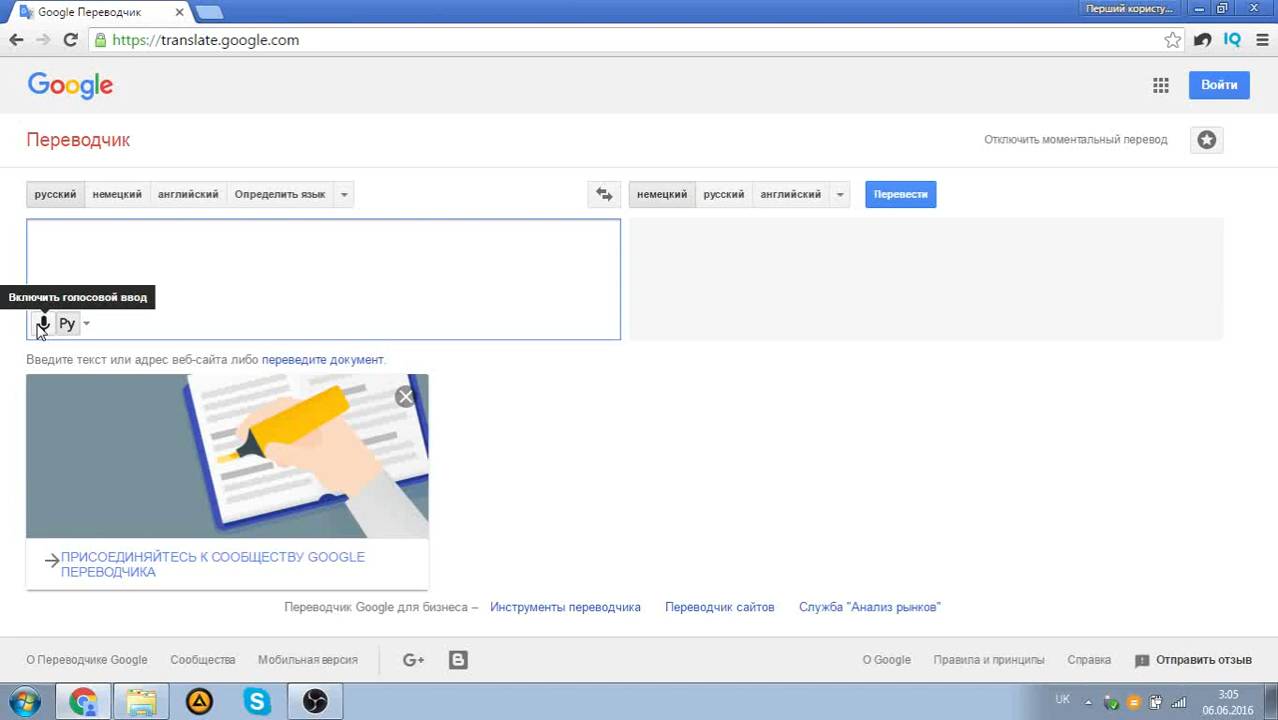 Google Переводчик
Перший користу...
https://translate.google.com
IQ
Google
Войти
Переводчик
Отключить моментальный перевод
русский немецкий английский Определить язык
немецкий русский английский Перевести
Включить голосовой ввод
Ру
Введите текст или адрес веб-сайта либо переведите документ.
ПРИСОЕДИНЯЙТЕСЬ К СООБЩЕСТВУ GOOGLE
ПЕРЕВОДЧИКА
Переводчик Google для бизнеса – Инструменты переводчика Переводчик сайтов Служба "Анализ рынков"
О Переводчике Google Сообщества Мобильная версия G+ О Google Правила и принципы Справка Отправить отзыв
UK
3:05
06.06.2016